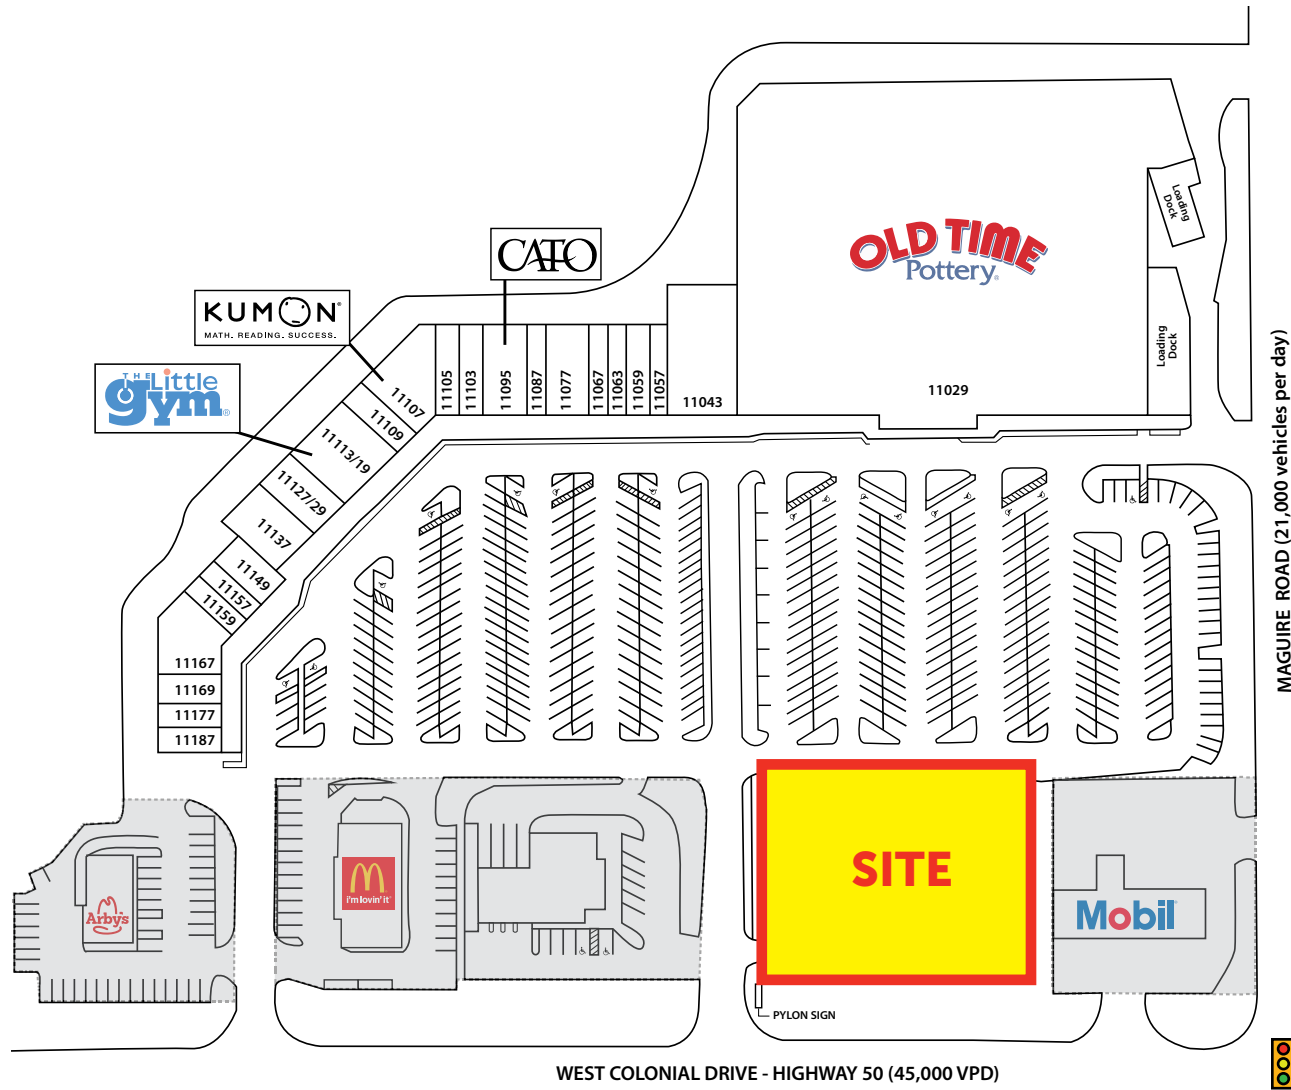 Loading
Dock
OLD TIME
Pottery®
CATO
KUMON®
MATH. READING. SUCCESS.
THE Little
gym®
Loading
Dock
11029
11043
11105
11103
11095
11087
11077
11067
11063
11059
11057
11107
11109
11113/19
11127/29
11137
11149
11157
11159
11167
11169
11177
11187
MAGUIRE ROAD (21,000 vehicles per day)
SITE
i'm lovin' it
Arby's
Mobil
PYLON SIGN
WEST COLONIAL DRIVE - HIGHWAY 50 (45,000 VPD)